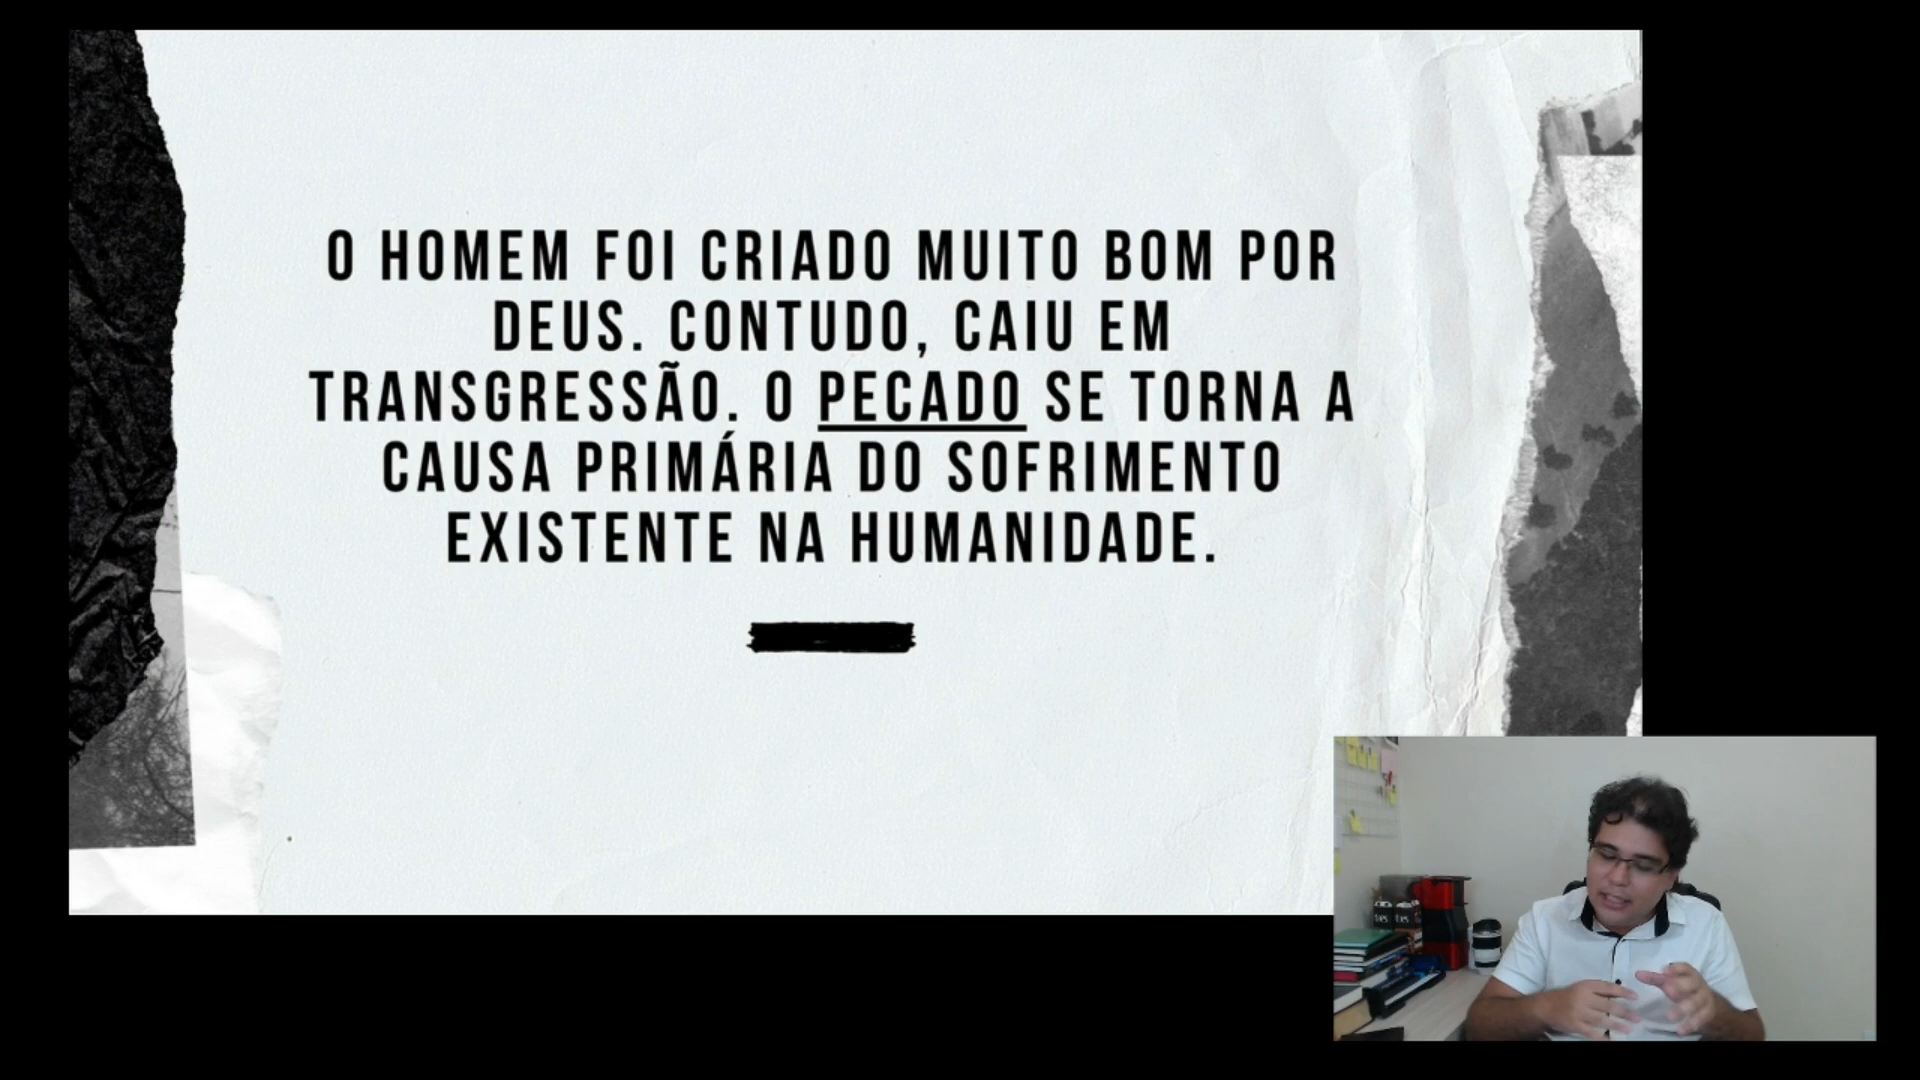 O HOMEM FOI CRIADO MUITO BOM POR
DEUS. CONTUDO, CAIU EM
TRANSGRESSÃO. O PECADO SE TORNA A
CAUSA PRIMÁRIA DO SOFRIMENTO
EXISTENTE NA HUMANIDADE.